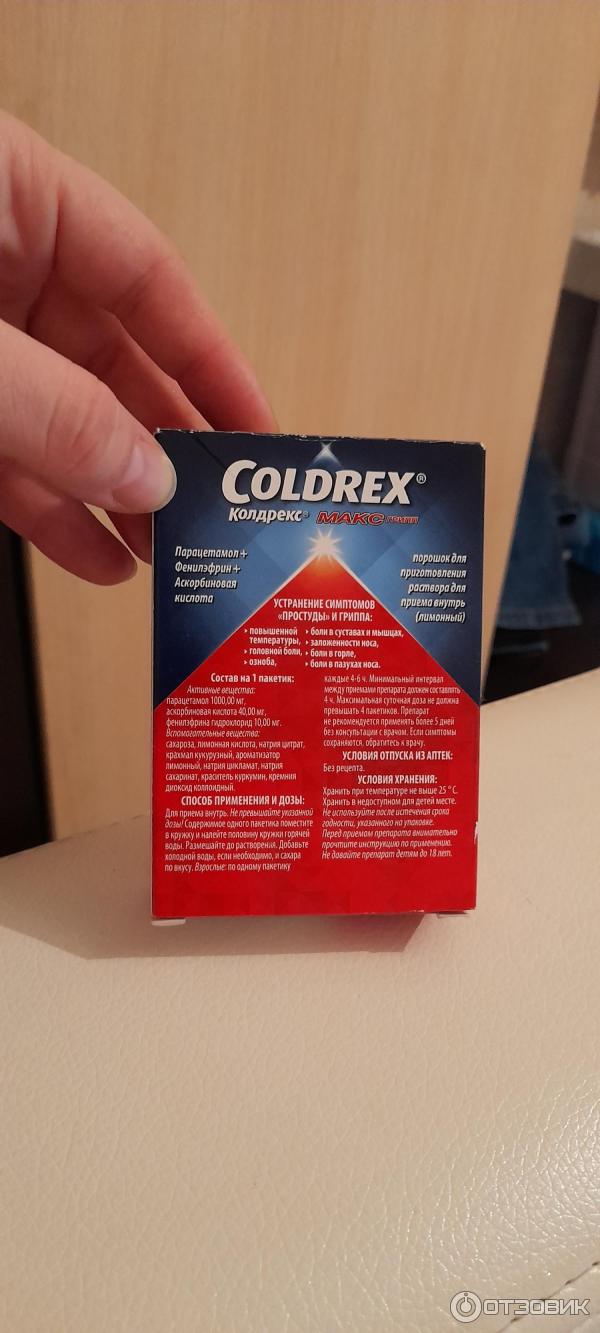 COLDREX®
Колдрекс® МАКС ГРИПП
Парацетамол +
Фенилэфрин +
Аскорбиновая
кислота
порошок для
приготовления
раствора для
приема внутрь
(лимонный)
УСТРАНЕНИЕ СИМПТОМОВ
«ПРОСТУДЫ» И ГРИППА:
• повышенной
температуры,
• головной боли,
• озноба,
• боли в суставах и мышцах,
• заложенности носа,
• боли в горле,
• боли в пазухах носа.
Состав на 1 пакетик:
Активные вещества:
парацетамол 1000,00 мг,
аскорбиновая кислота 40,00 мг,
фенилэфрина гидрохлорид 10,00 мг.
Вспомогательные вещества:
сахароза, лимонная кислота, натрия цитрат,
крахмал кукурузный, ароматизатор
лимонный, натрия цикламат, натрия
сахаринат, краситель куркумин, кремния
диоксид коллоидный.
СПОСОБ ПРИМЕНЕНИЯ И ДОЗЫ:
Для приема внутрь. Не превышайте указанной
дозы! Содержимое одного пакетика поместите
в кружку и налейте половину кружки горячей
воды. Размешайте до растворения. Добавьте
холодной воды, если необходимо, и сахара
по вкусу. Взрослые: по одному пакетику
каждые 4-6 ч. Минимальный интервал
между приемами препарата должен составлять
4 ч. Максимальная суточная доза не должна
превышать 4 пакетиков. Препарат
не рекомендуется применять более 5 дней
без консультации с врачом. Если симптомы
сохраняются, обратитесь к врачу.
УСЛОВИЯ ОТПУСКА ИЗ АПТЕК:
Без рецепта.
УСЛОВИЯ ХРАНЕНИЯ:
Хранить при температуре не выше 25 °С.
Хранить в недоступном для детей месте.
Не используйте после истечения срока
годности, указанного на упаковке.
Перед приемом препарата внимательно
прочтите инструкцию по применению.
Не давайте препарат детям до 18 лет.
ОТЗОВИК